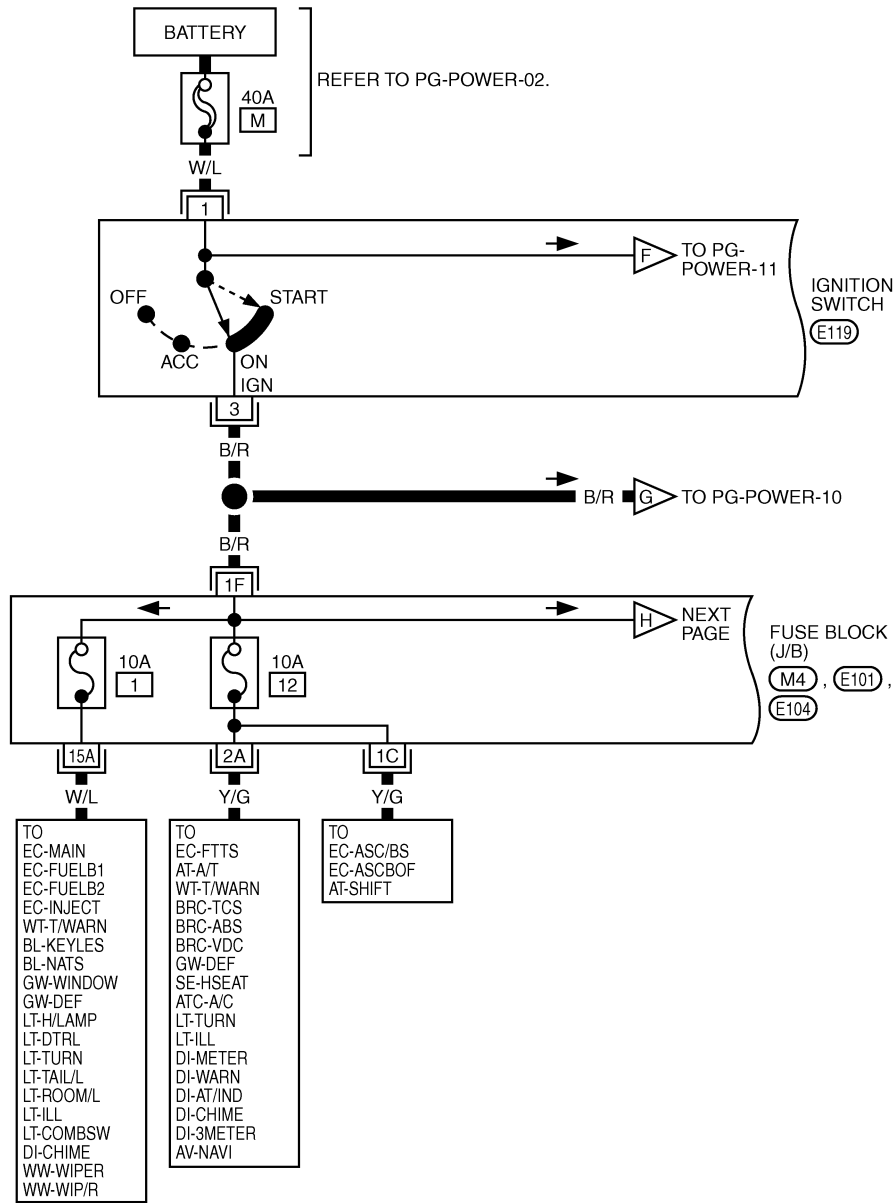 BATTERY
REFER TO PG-POWER-02.
40A
M
W/L
1
F
TO PG-
POWER-11
OFF
START
ACC
ON
IGN
IGNITION
SWITCH
E119
3
B/R
B/R
G
TO PG-POWER-10
B/R
1F
H
NEXT
PAGE
10A
1
10A
12
FUSE BLOCK
(J/B)
M4 , E101 ,
E104
15A
2A
1C
W/L
Y/G
Y/G
TO
EC-MAIN
EC-FUELB1
EC-FUELB2
EC-INJECT
WT-T/WARN
BL-KEYLES
BL-NATS
GW-WINDOW
GW-DEF
LT-H/LAMP
LT-DTRL
LT-TURN
LT-TAIL/L
LT-ROOM/L
LT-ILL
LT-COMBSW
DI-CHIME
WW-WIPER
WW-WIP/R
TO
EC-FTTS
AT-A/T
WT-T/WARN
BRC-TCS
BRC-ABS
BRC-VDC
GW-DEF
SE-HSEAT
ATC-A/C
LT-TURN
LT-ILL
DI-METER
DI-WARN
DI-AT/IND
DI-CHIME
DI-3METER
AV-NAVI
TO
EC-ASC/BS
EC-ASCBOF
AT-SHIFT